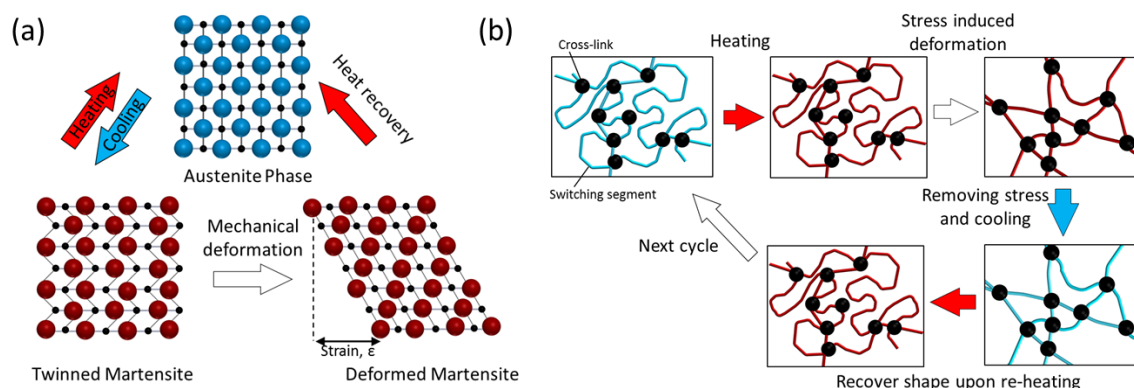 (a)
Heating
Cooling
Heat recovery
Austenite Phase
Mechanical
deformation
Strain, ε
Twinned Martensite
Deformed Martensite
(b)
Cross-link
Switching segment
Heating
Stress induced
deformation
Removing stress
and cooling
Next cycle
Recover shape upon re-heating